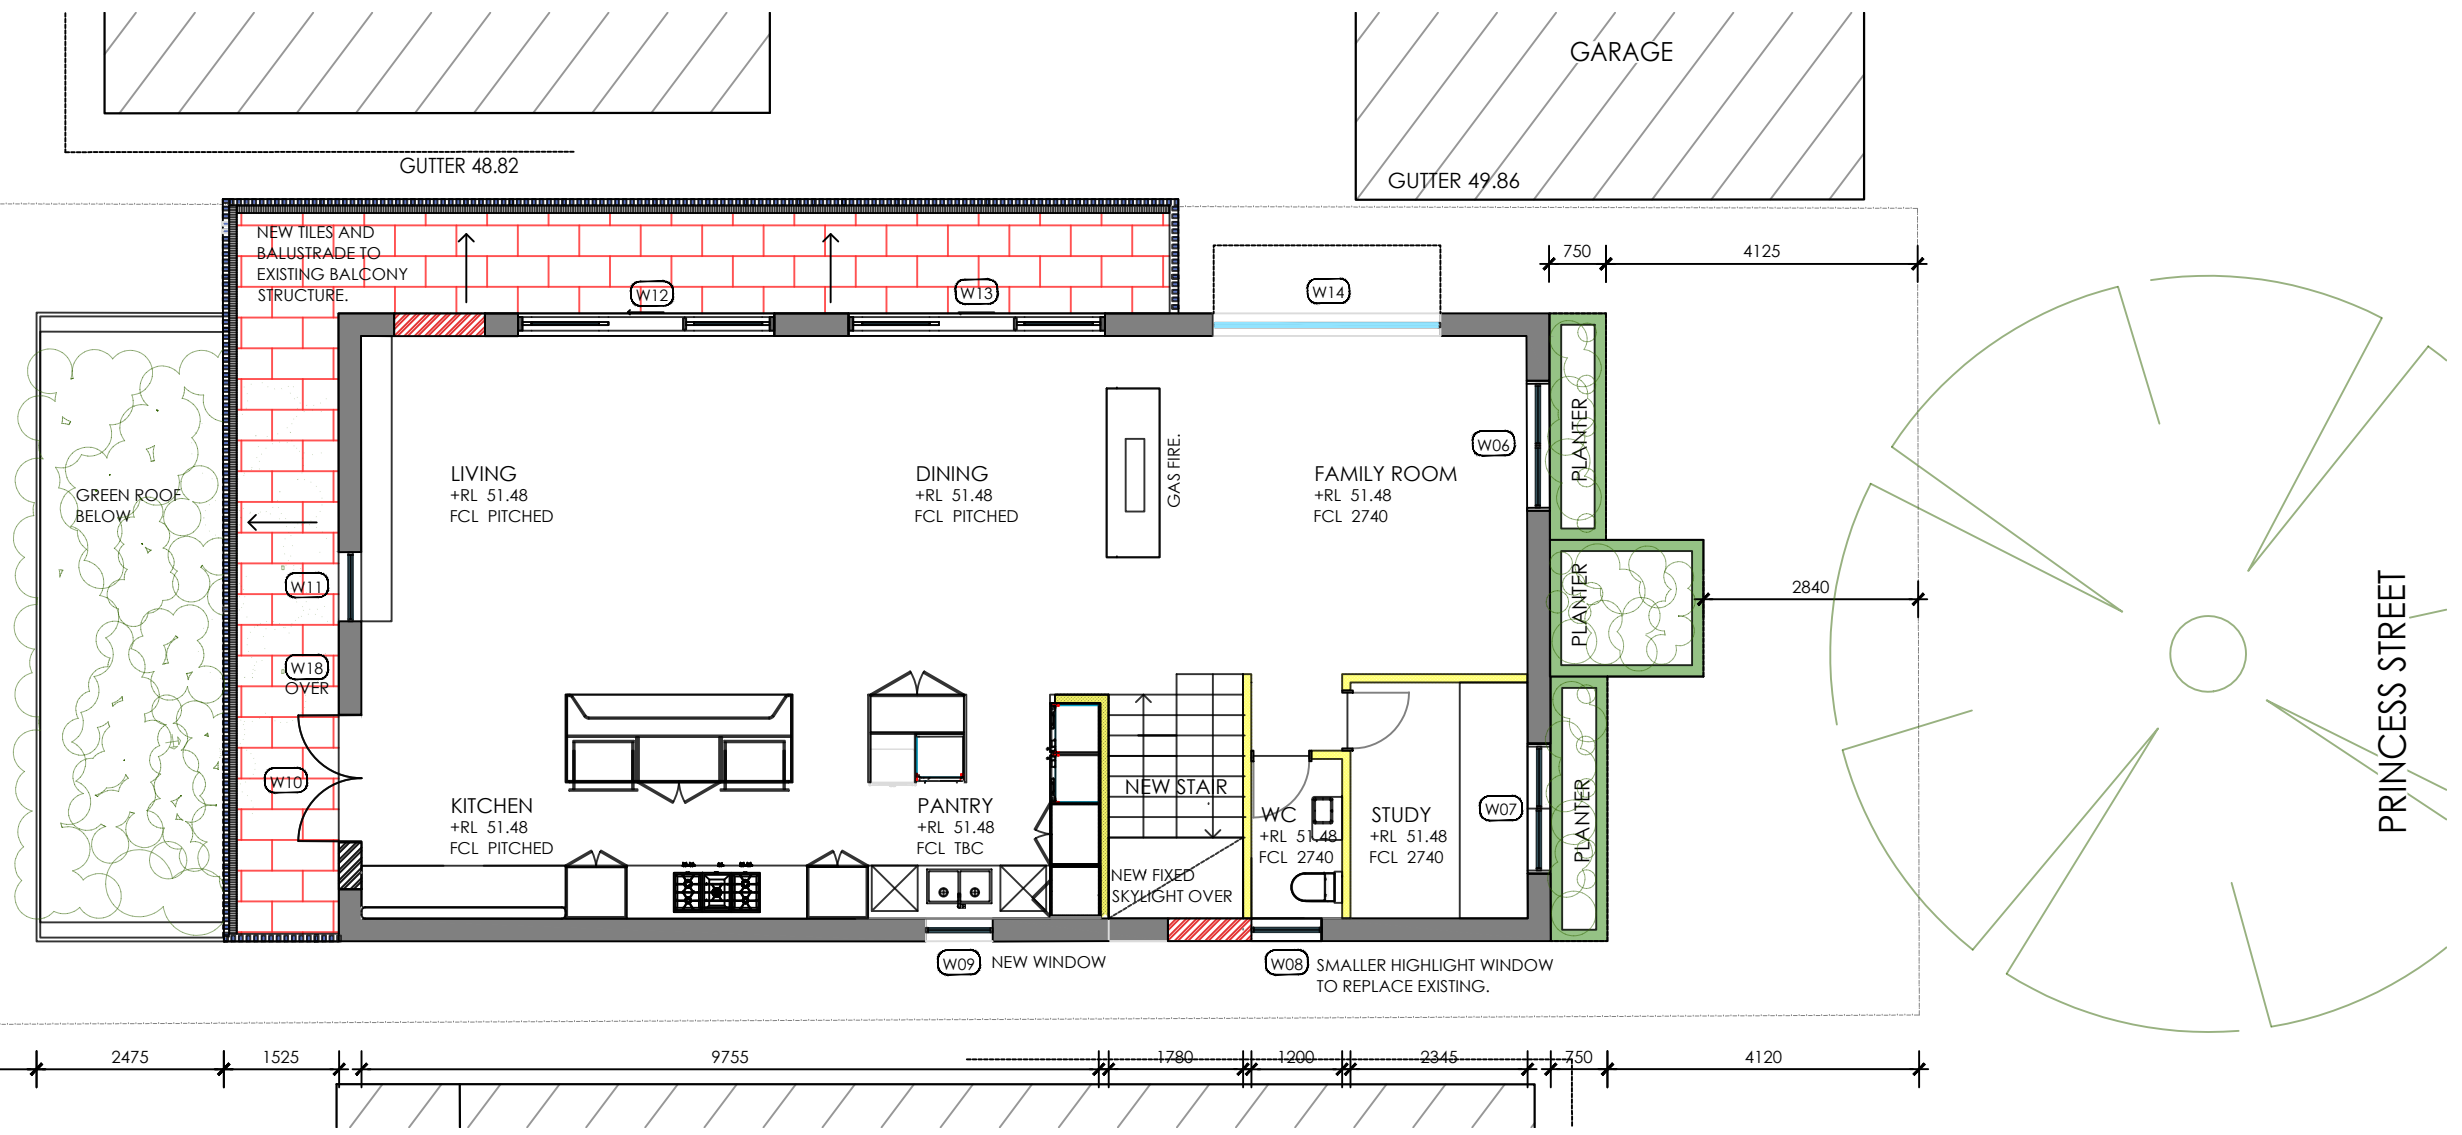 GARAGE
GUTTER 48.82
GUTTER 49.86
NEW TILES AND
BALUSTRADE TO
EXISTING BALCONY
STRUCTURE.
W12
W13
W14
750
4125
W06
PLANTER
GAS FIRE.
LIVING
+RL 51.48
FCL PITCHED
DINING
+RL 51.48
FCL PITCHED
FAMILY ROOM
+RL 51.48
FCL 2740
GREEN ROOF
BELOW
W11
PLANTER
2840
PRINCESS STREET
W18
OVER
W10
KITCHEN
+RL 51.48
FCL PITCHED
PANTRY
+RL 51.48
FCL TBC
NEW STAIR
WC
+RL 51.48
FCL 2740
STUDY
+RL 51.48
FCL 2740
W07
PLANTER
NEW FIXED
SKYLIGHT OVER
W09
NEW WINDOW
W08
SMALLER HIGHLIGHT WINDOW
TO REPLACE EXISTING.
2475
1525
9755
1780
1200
2345
750
4120